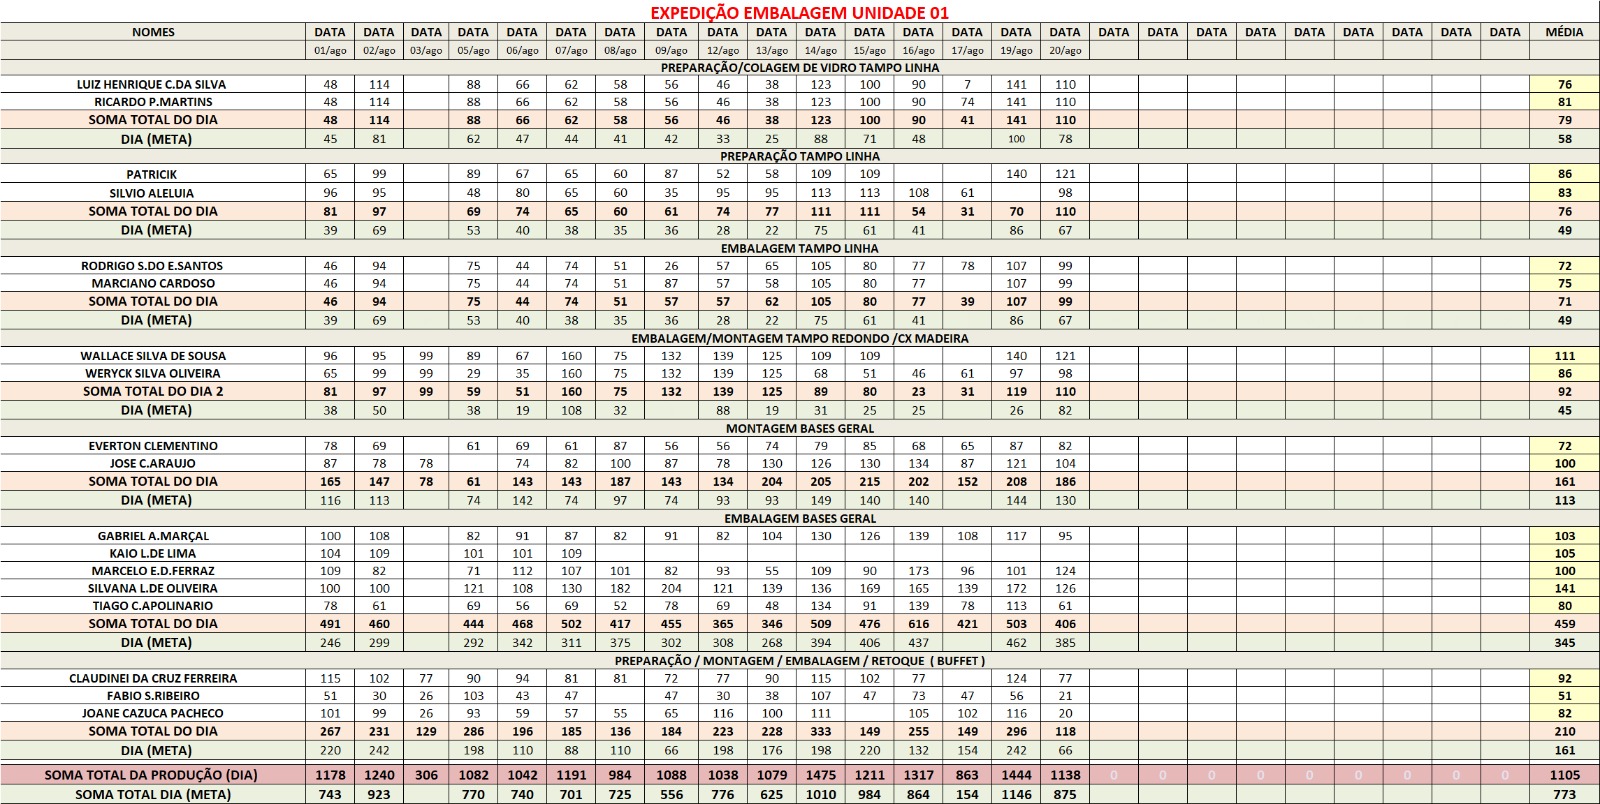 EXPEDIÇÃO EMBALAGEM UNIDADE 01
NOMES DATA DATA DATA DATA DATA DATA DATA DATA DATA DATA DATA DATA DATA DATA DATA DATA DATA DATA DATA DATA DATA DATA DATA DATA DATA MÉDIA
01/ago 02/ago 03/ago 05/ago 06/ago 07/ago 08/ago 09/ago 12/ago 13/ago 14/ago 15/ago 16/ago 17/ago 19/ago 20/ago
PREPARAÇÃO/COLAGEM DE VIDRO TAMPO LINHA
LUIZ HENRIQUE C.DA SILVA 48 114 88 66 62 58 56 46 38 123 100 90 7 141 110 76
RICARDO P.MARTINS 48 114 88 66 62 58 56 46 38 123 100 90 74 141 110 81
SOMA TOTAL DO DIA 48 114 88 66 62 58 56 46 38 123 100 90 41 141 110 79
DIA (META) 45 81 62 47 44 41 42 33 25 88 71 48 100 78 58
PREPARAÇÃO TAMPO LINHA
PATRICIK 65 99 89 67 65 60 87 52 58 109 109 140 121 86
SILVIO ALELUIA 96 95 48 80 65 60 35 95 95 113 113 108 61 98 83
SOMA TOTAL DO DIA 81 97 69 74 65 60 61 74 77 111 111 54 31 70 110 76
DIA (META) 39 69 53 40 38 35 36 28 22 75 61 41 86 67 49
EMBALAGEM TAMPO LINHA
RODRIGO S.DO E.SANTOS 46 94 75 44 74 51 26 57 65 105 80 77 78 107 99 72
MARCIANO CARDOSO 46 94 75 44 74 51 87 57 58 105 80 77 107 99 75
SOMA TOTAL DO DIA 46 94 75 44 74 51 57 57 62 105 80 77 39 107 99 71
DIA (META) 39 69 53 40 38 35 36 28 22 75 61 41 86 67 49
EMBALAGEM/MONTAGEM TAMPO REDONDO /CX MADEIRA
WALLACE SILVA DE SOUSA 96 95 99 89 67 160 75 132 139 125 109 109 140 121 111
WERYCK SILVA OLIVEIRA 65 99 99 29 35 160 75 132 139 125 68 51 46 61 97 98 86
SOMA TOTAL DO DIA 2 81 97 99 59 51 160 75 132 139 125 89 80 23 31 119 110 92
DIA (META) 38 50 38 19 108 32 88 19 31 25 25 26 82 45
MONTAGEM BASES GERAL
EVERTON CLEMENTINO 78 69 61 69 61 87 56 56 74 79 85 68 65 87 82 72
JOSE C.ARAUJO 87 78 78 74 82 100 87 78 130 126 130 134 87 121 104 100
SOMA TOTAL DO DIA 165 147 78 61 143 143 187 143 134 204 205 215 202 152 208 186 161
DIA (META) 116 113 74 142 74 97 74 93 93 149 140 140 144 130 113
EMBALAGEM BASES GERAL
GABRIEL A.MARÇAL 100 108 82 91 87 82 91 82 104 130 126 139 108 117 95 103
KAIO L.DE LIMA 104 109 101 101 109 105
MARCELO E.D.FERRAZ 109 82 71 112 107 101 82 93 55 109 90 173 96 101 124 100
SILVANA L.DE OLIVEIRA 100 100 121 108 130 182 204 121 139 136 169 165 139 172 126 141
TIAGO C.APOLINARIO 78 61 69 56 69 52 78 69 48 134 91 139 78 113 61 80
SOMA TOTAL DO DIA 491 460 444 468 502 417 455 365 346 509 476 616 421 503 406 459
DIA (META) 246 299 292 342 311 375 302 308 268 394 406 437 462 385 345
PREPARAÇÃO / MONTAGEM / EMBALAGEM / RETOQUE ( BUFFET )
CLAUDINEI DA CRUZ FERREIRA 115 102 77 90 94 81 81 72 77 90 115 102 77 124 77 92
FABIO S.RIBEIRO 51 30 26 103 43 47 47 30 38 107 47 73 47 56 21 51
JOANE CAZUCA PACHECO 101 99 26 93 59 57 55 65 116 100 111 105 102 116 20 82
SOMA TOTAL DO DIA 267 231 129 286 196 185 136 184 223 228 333 149 255 149 296 118 210
DIA (META) 220 242 198 110 88 110 66 198 176 198 220 132 154 242 66 161
SOMA TOTAL DA PRODUÇÃO (DIA) 1178 1240 306 1082 1042 1191 984 1088 1038 1079 1475 1211 1317 863 1444 1138 0 0 0 0 0 0 0 0 0 1105
SOMA TOTAL DIA (META) 743 923 770 740 701 725 556 776 625 1010 984 864 154 1146 875 773